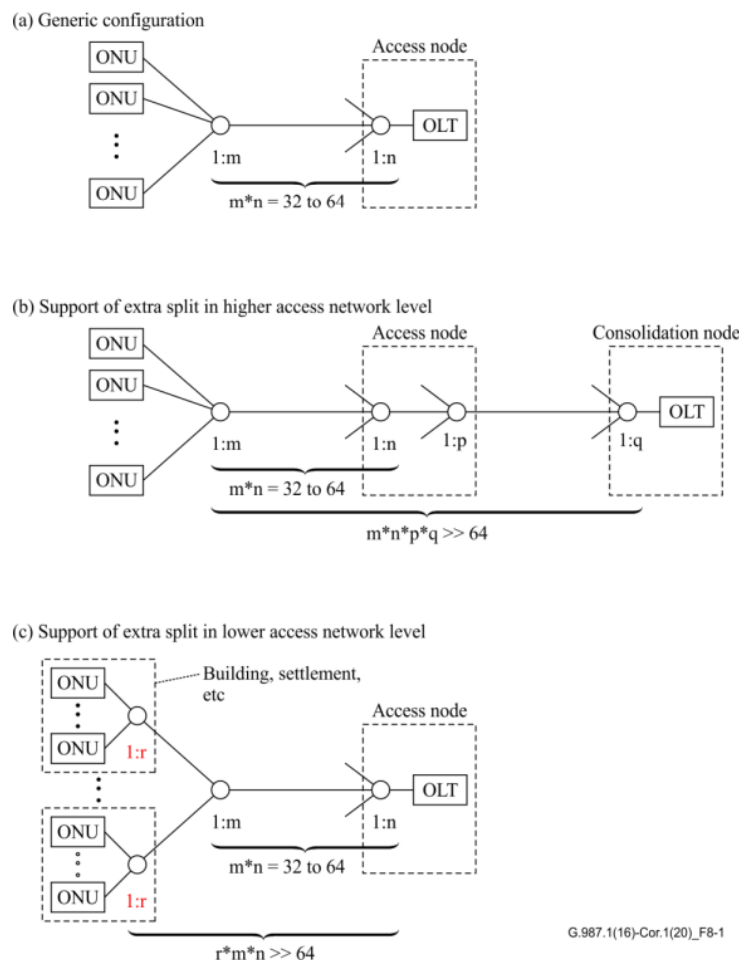 (a) Generic configuration
Access node
ONU
ONU
ONU
OLT
1:m
1:n
m*n = 32 to 64
(b) Support of extra split in higher access network level
Access node
Consolidation node
ONU
ONU
ONU
OLT
1:m
1:n
1:p
1:q
m*n = 32 to 64
m*n*p*q >> 64
(c) Support of extra split in lower access network level
ONU
ONU
1:r
Building, settlement,
etc
Access node
OLT
1:m
1:n
ONU
ONU
1:r
m*n = 32 to 64
r*m*n >> 64
G.987.1(16)-Cor.1(20)_F8-1